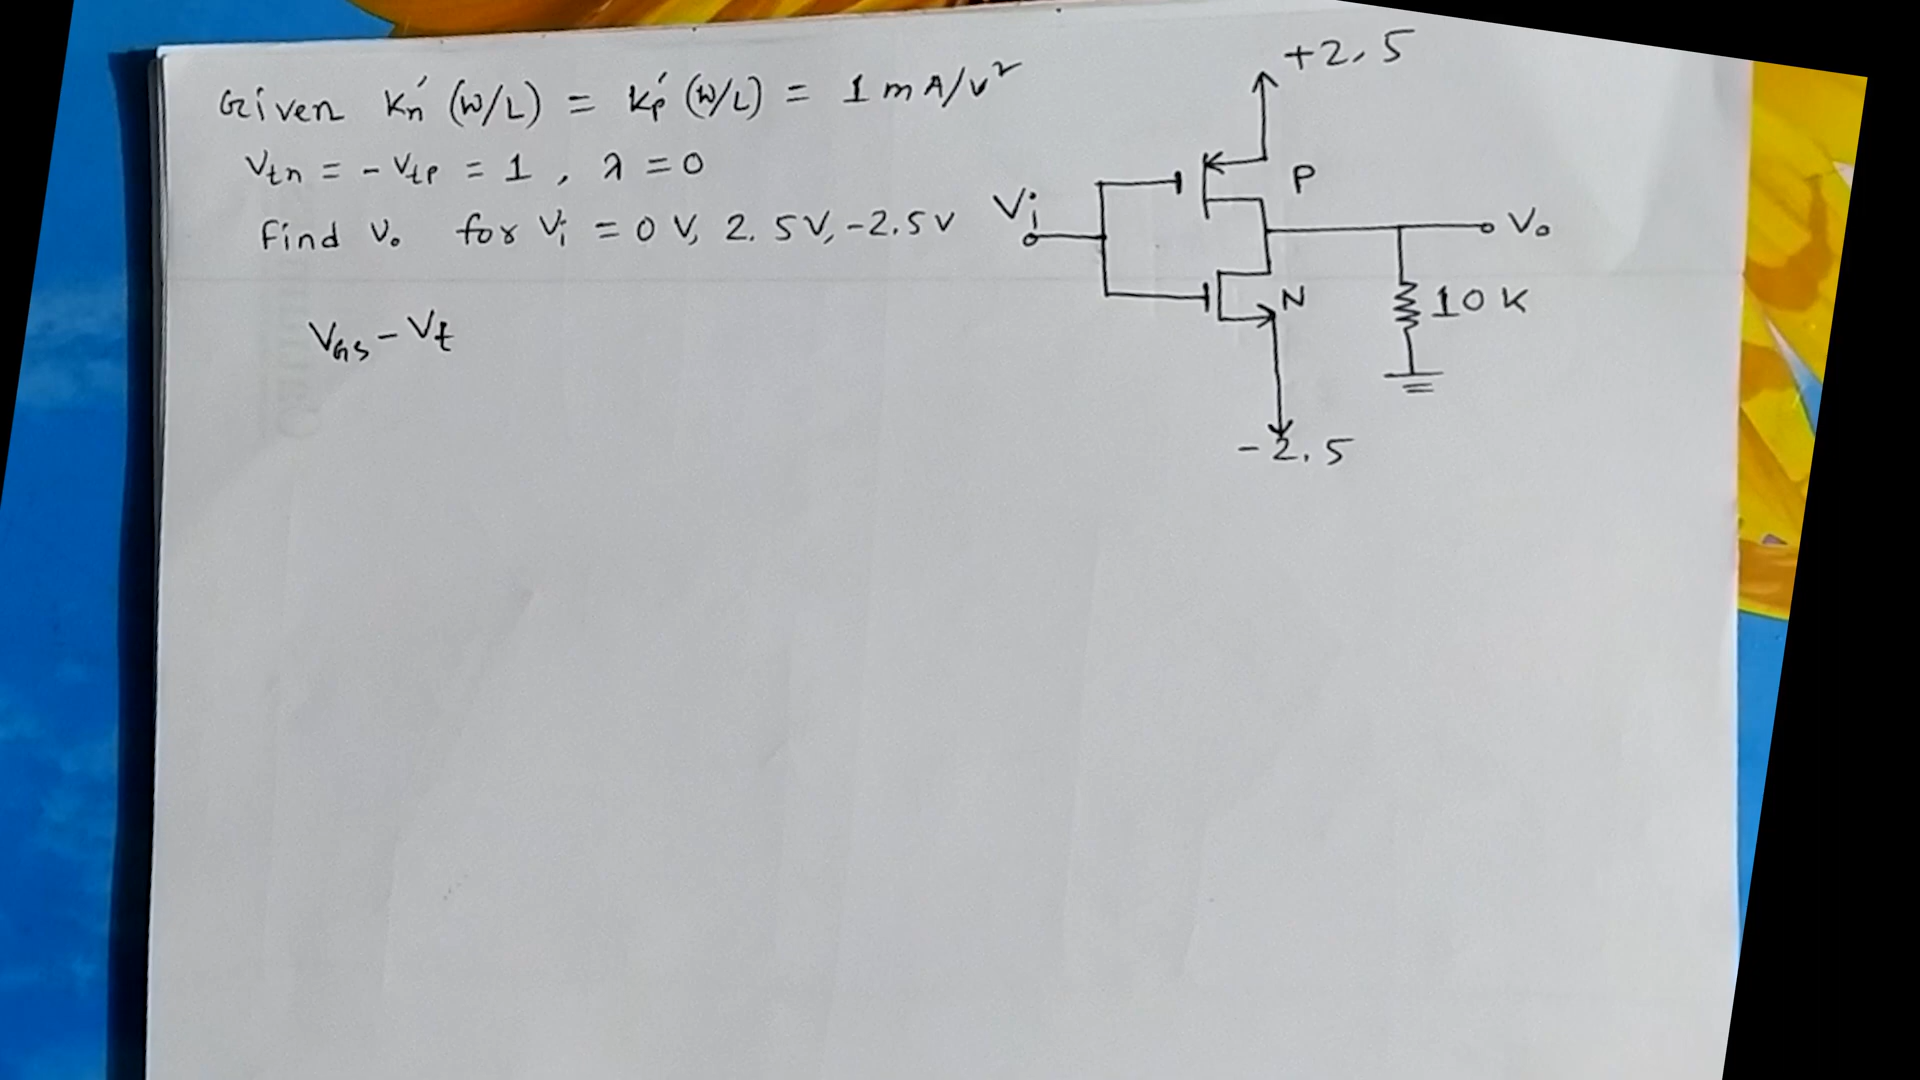 Given Kn' (W/L) = Kp' (W/L) = 1 mA/V²
Vtn = - Vtp = 1 , λ = 0
Find Vo for Vi = 0 V, 2.5V, -2.5V
VGS - Vt
+2.5
P
Vi
Vo
N
10 K
-2.5